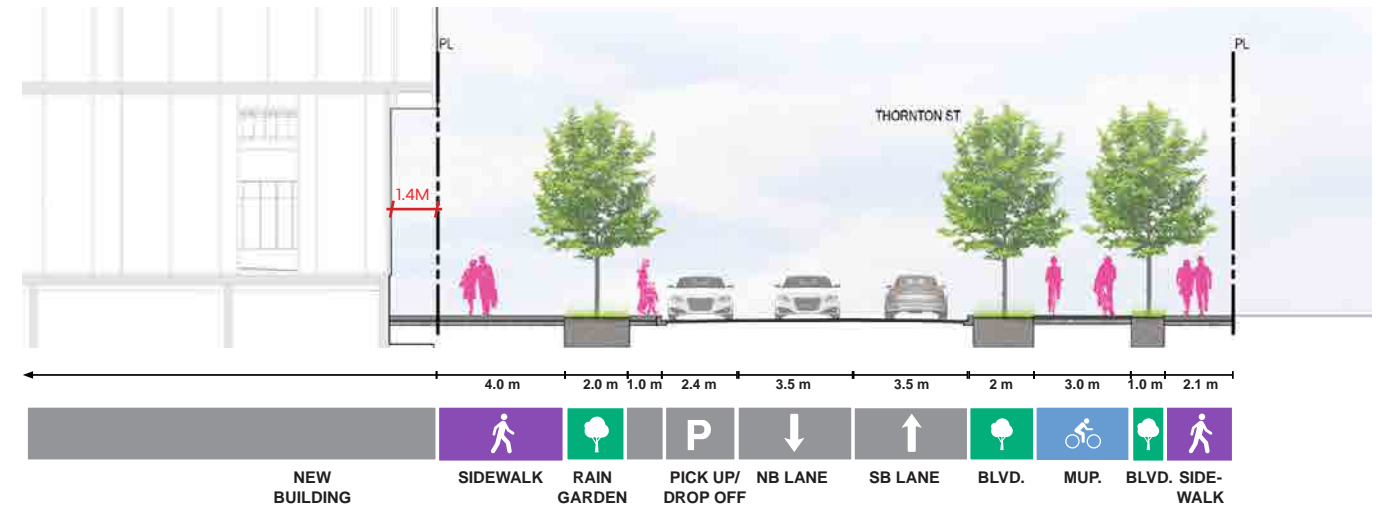 PL
PL
THORNTON ST
1.4M
4.0 m
2.0 m
1.0 m
2.4 m
3.5 m
3.5 m
2 m
3.0 m
1.0 m
2.1 m
P
NEW
BUILDING
SIDEWALK
RAIN
GARDEN
PICK UP/
DROP OFF
NB LANE
SB LANE
BLVD.
MUP.
BLVD.
SIDE-
WALK